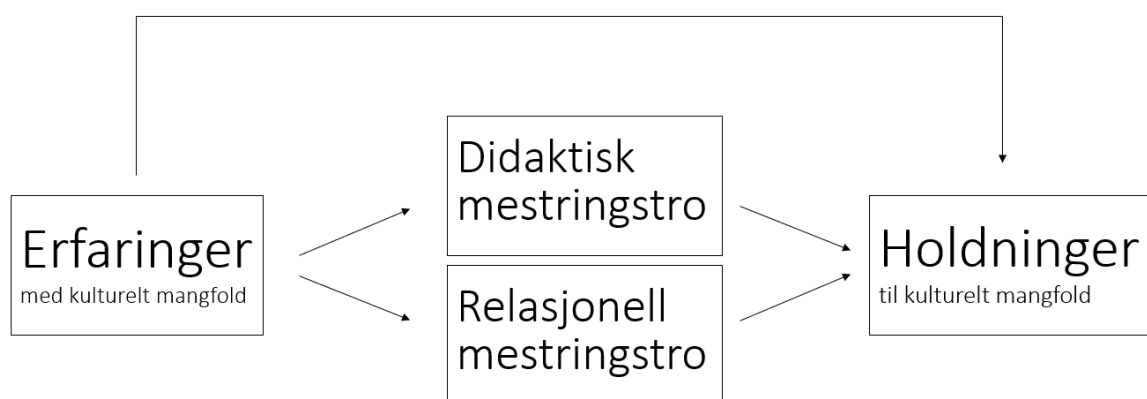 Erfaringer
med kulturelt mangfold
Didaktisk
mestringstro
Relasjonell
mestringstro
Holdninger
til kulturelt mangfold